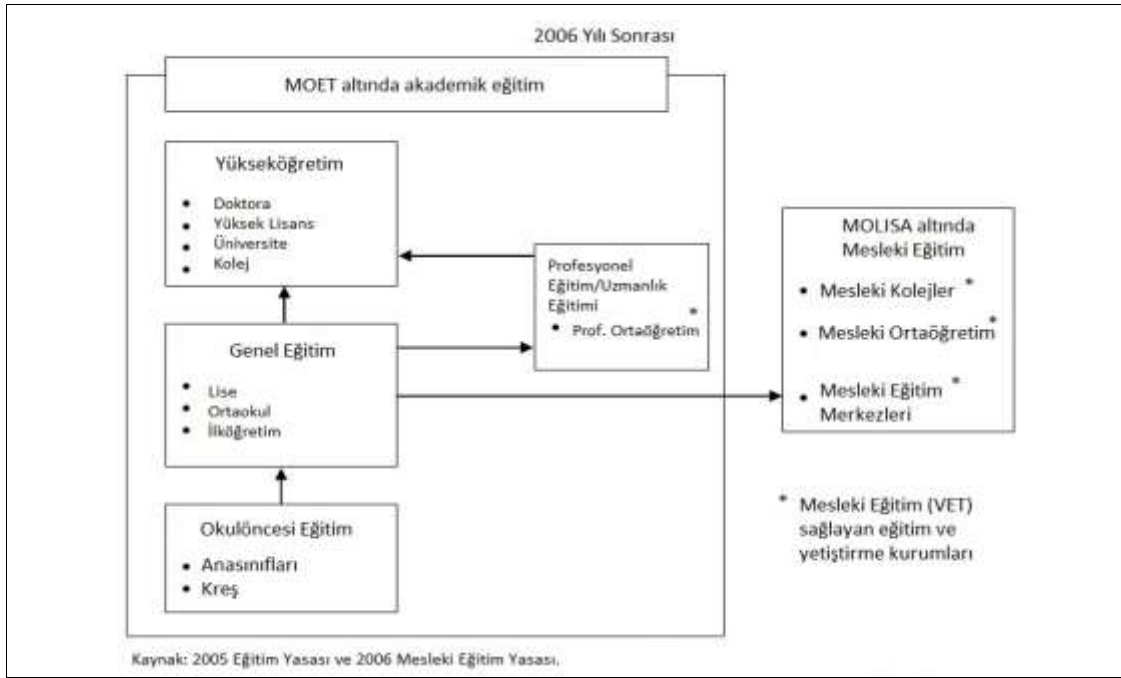 2006 Yılı Sonrası
MOET altında akademik eğitim
Yükseköğretim
• Doktora
• Yüksek Lisans
• Üniversite
• Kolej
Profesyonel
Eğitim/Uzmanlık
Eğitimi
• Prof. Ortaöğretim *
MOLISA altında
Mesleki Eğitim
• Mesleki Kolejler *
• Mesleki Ortaöğretim *
• Mesleki Eğitim *
Merkezleri
Genel Eğitim
• Lise
• Ortaokul
• İlköğretim
Okulöncesi Eğitim
• Anasınıfları
• Kreş
* Mesleki Eğitim (VET)
sağlayan eğitim ve
yetiştirme kurumları
Kaynak: 2005 Eğitim Yasası ve 2006 Mesleki Eğitim Yasası.